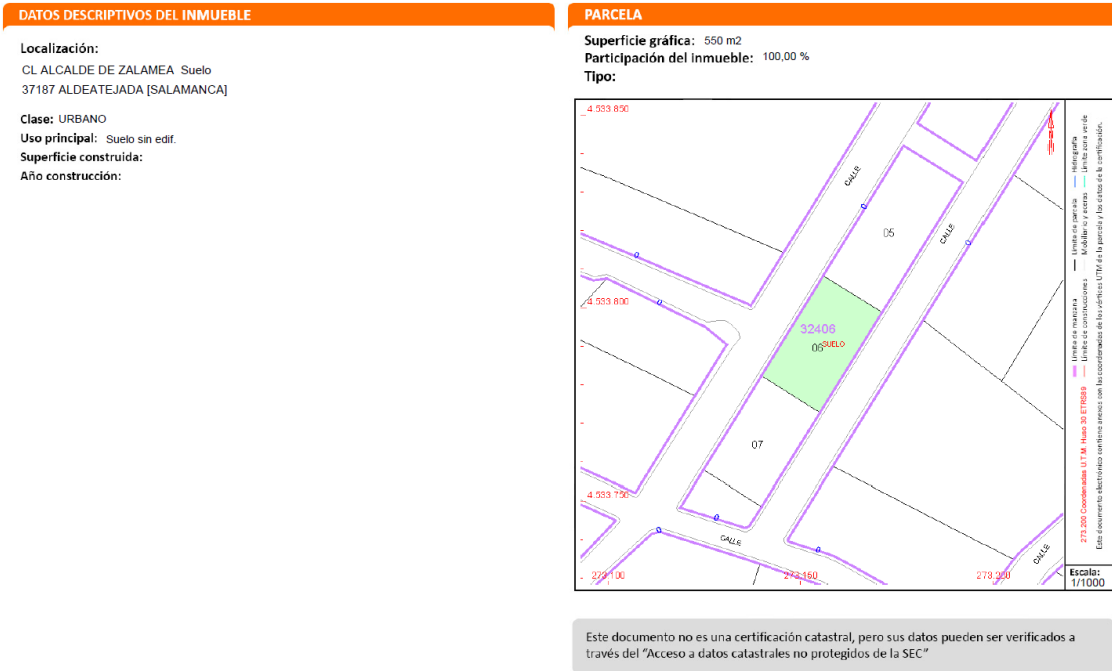 DATOS DESCRIPTIVOS DEL INMUEBLE
Localización:
CL ALCALDE DE ZALAMEA Suelo
37187 ALDEATEJADA [SALAMANCA]
Clase: URBANO
Uso principal: Suelo sin edif.
Superficie construida:
Año construcción:
PARCELA
Superficie gráfica: 550 m2
Participación del inmueble: 100,00 %
Tipo:
4.533.850
CALLE
05
CALLE
4.533.800
32406
06 SUELO
07
4.533.750
CALLE
CALLE
273.100
273.150
273.200
Límite de manzana
Límite de parcela
Hidrografía
Límite de construcciones
Mobiliario y aceras
Límite zona verde
273.200 Coordenadas U.T.M. Huso 30 ETRS89
Este documento electrónico contiene anexos con las coordenadas de los vértices UTM de la parcela y los datos de la certificación.
Escala:
1/1000
Este documento no es una certificación catastral, pero sus datos pueden ser verificados a
través del "Acceso a datos catastrales no protegidos de la SEC"